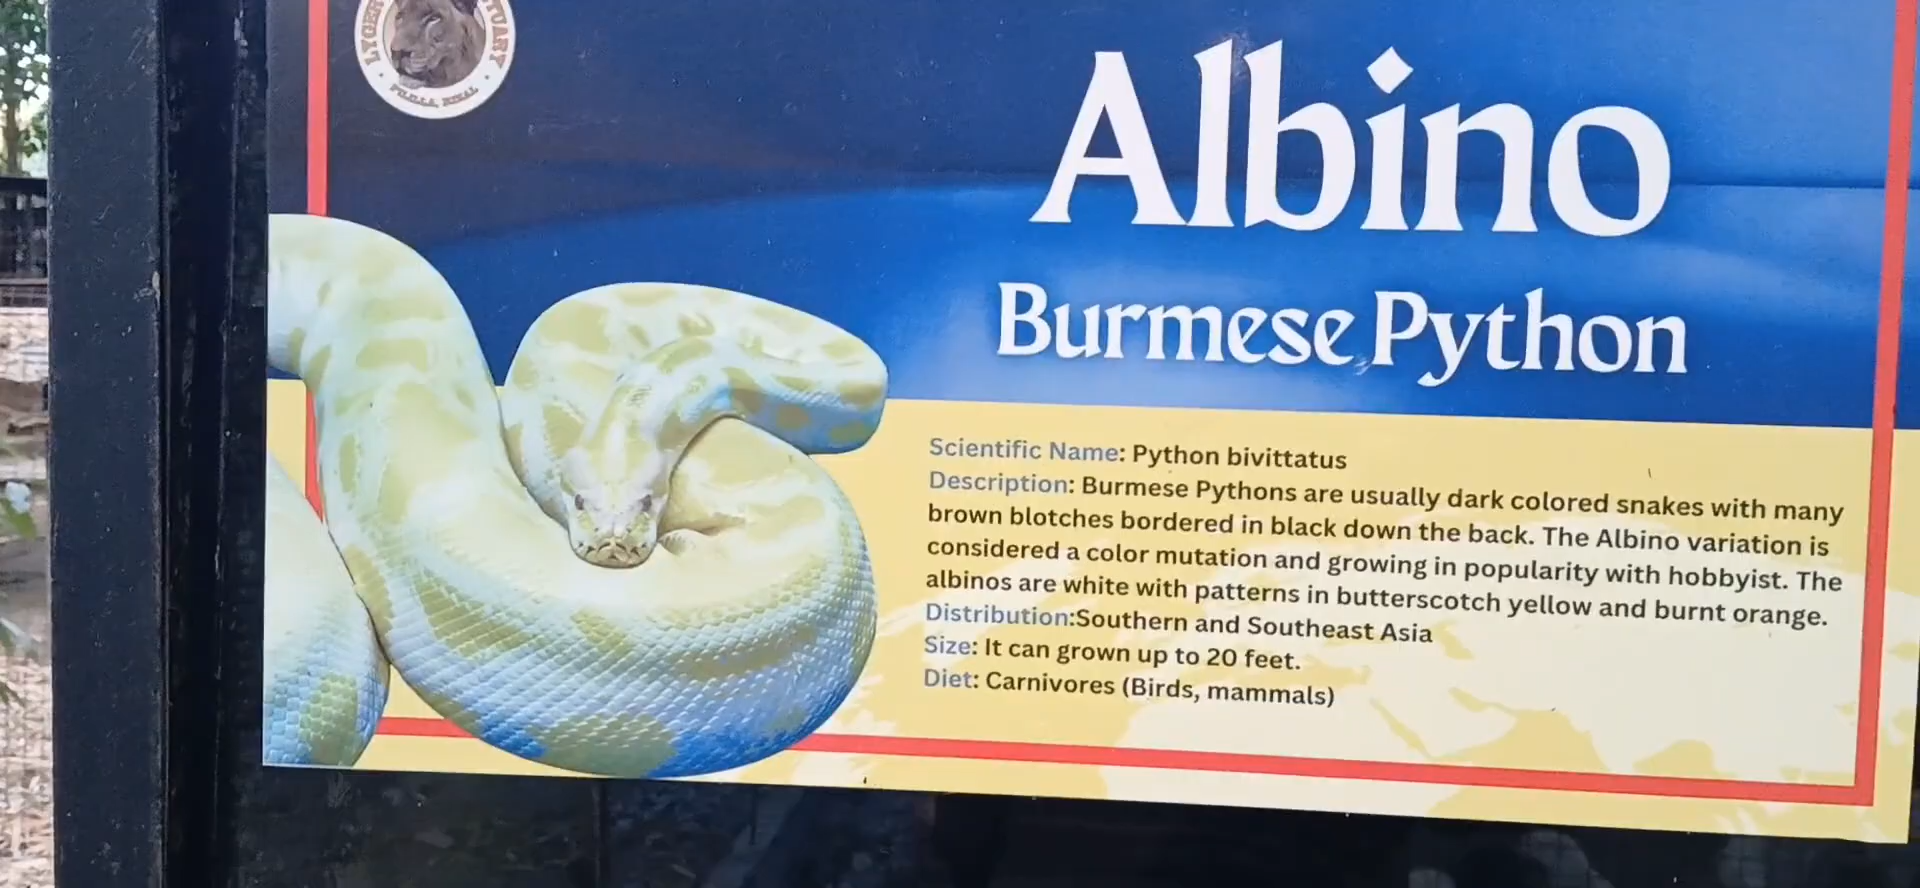 PILILLA, RIZAL
Albino
Burmese Python
Scientific Name: Python bivittatus
Description: Burmese Pythons are usually dark colored snakes with many
brown blotches bordered in black down the back. The Albino variation is
considered a color mutation and growing in popularity with hobbyist. The
albinos are white with patterns in butterscotch yellow and burnt orange.
Distribution:Southern and Southeast Asia
Size: It can grown up to 20 feet.
Diet: Carnivores (Birds, mammals)